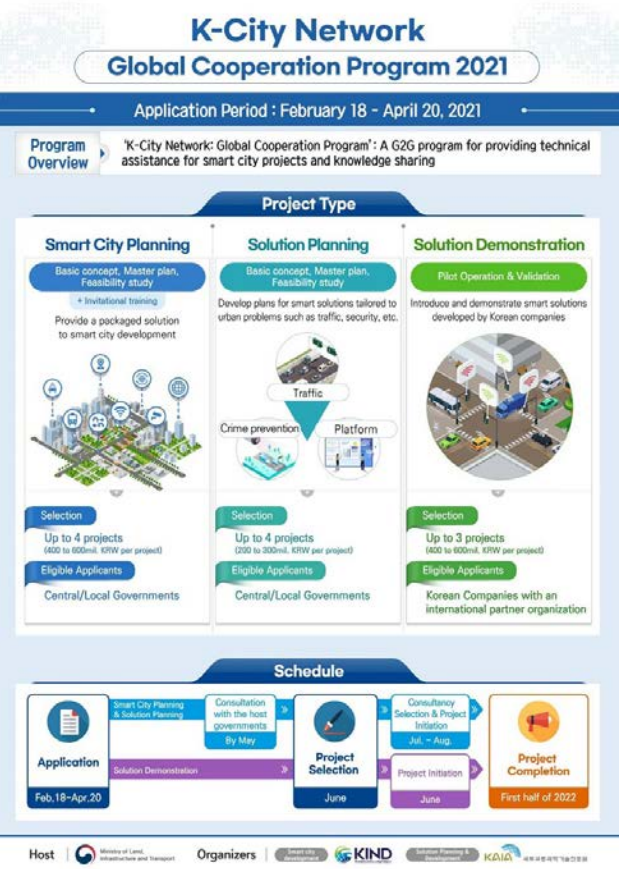 K-City Network
Global Cooperation Program 2021
Application Period : February 18 - April 20, 2021
Program
Overview
'K-City Network: Global Cooperation Program' : A G2G program for providing technical
assistance for smart city projects and knowledge sharing
Project Type
Smart City Planning
Basic concept, Master plan,
Feasibility study
+ Invitational training
Provide a packaged solution
to smart city development
Selection
Up to 4 projects
(400 to 600mil. KRW per project)
Eligible Applicants
Central/Local Governments
Solution Planning
Basic concept, Master plan,
Feasibility study
Develop plans for smart solutions tailored to
urban problems such as traffic, security, etc.
Traffic
Crime prevention
Platform
Selection
Up to 4 projects
(200 to 300mil. KRW per project)
Eligible Applicants
Central/Local Governments
Solution Demonstration
Pilot Operation & Validation
Introduce and demonstrate smart solutions
developed by Korean companies
Selection
Up to 3 projects
(400 to 600mil. KRW per project)
Eligible Applicants
Korean Companies with an
international partner organization
Schedule
Application
Feb.18~Apr.20
Smart City Planning
& Solution Planning
Consultation
with the host
governments
By May
Solution Demonstration
Project
Selection
June
Consultancy
Selection & Project
Initiation
Jul. ~ Aug.
Project Initiation
June
Project
Completion
First half of 2022
Host
Ministry of Land,
Infrastructure and Transport
Organizers
Smart city
development
KIND
Solution Planning &
Development
KAIA